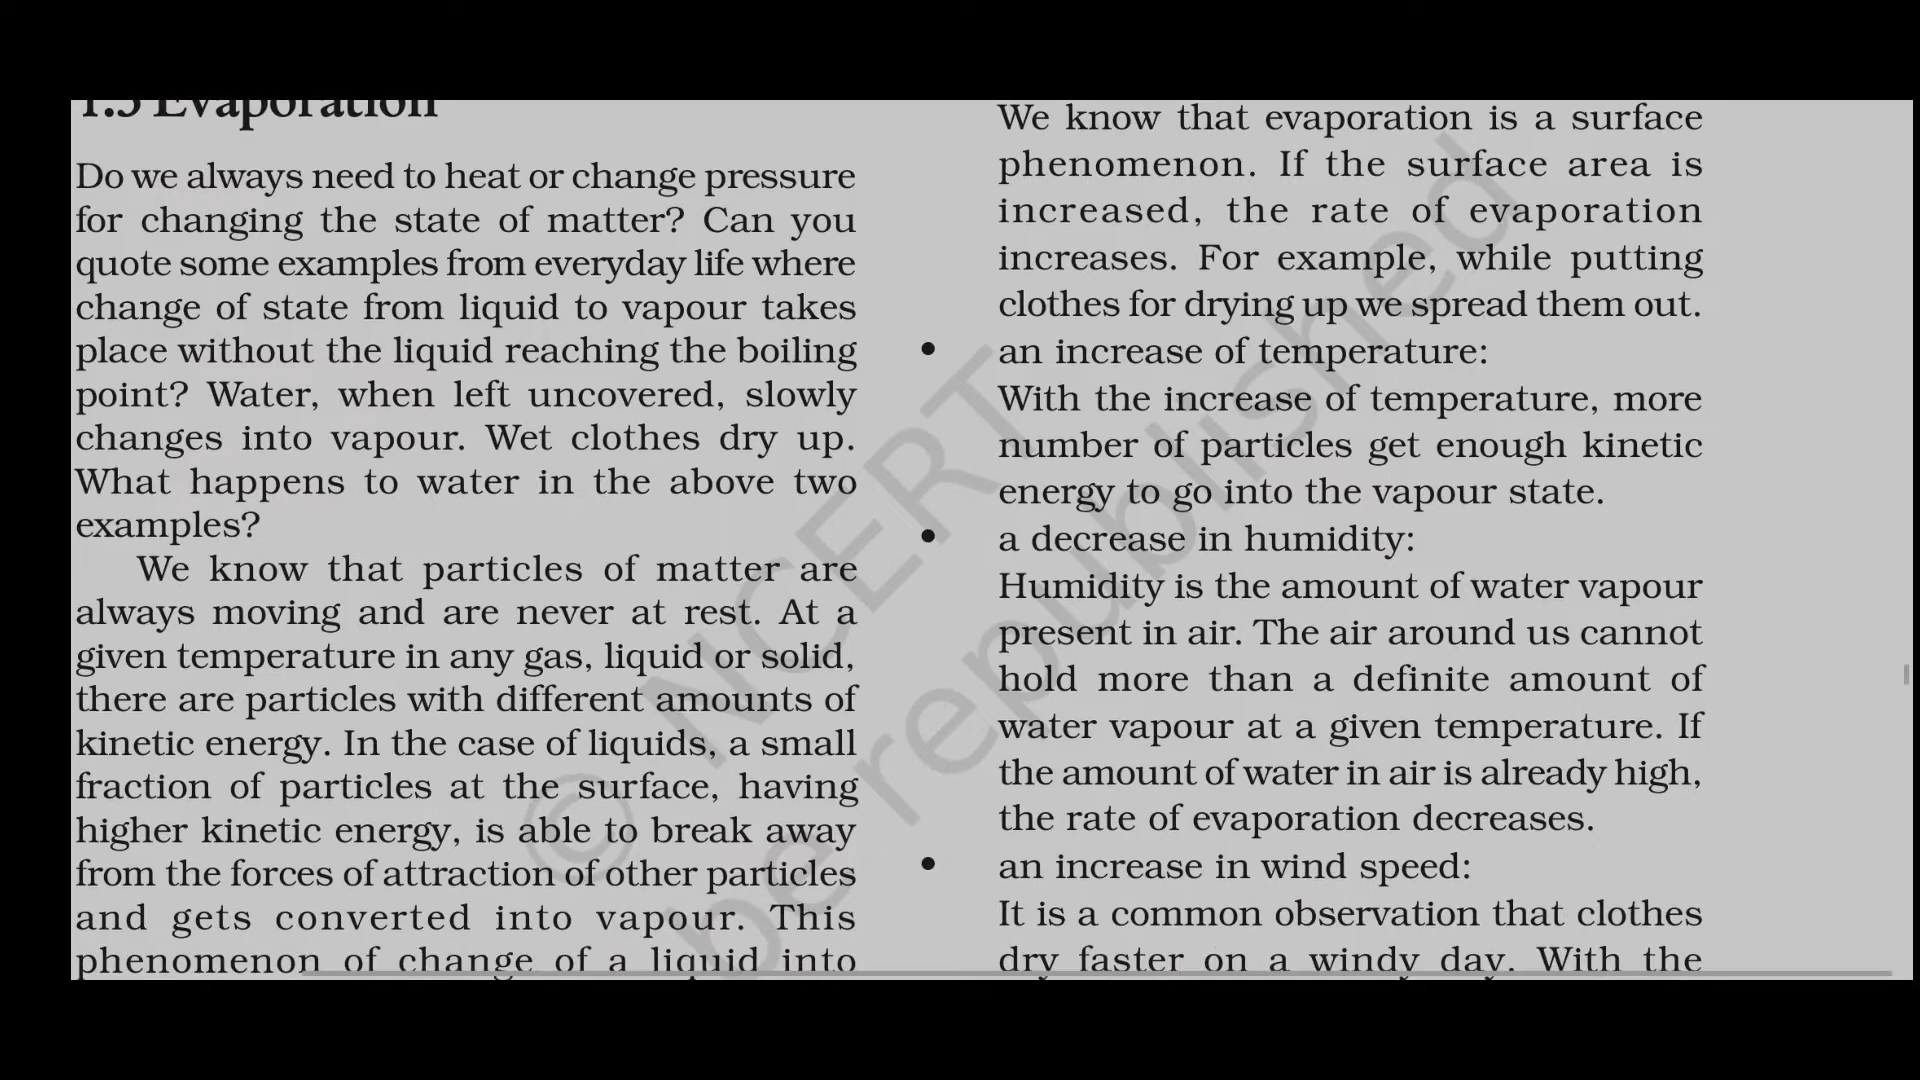 1.5 Evaporation
Do we always need to heat or change pressure
for changing the state of matter? Can you
quote some examples from everyday life where
change of state from liquid to vapour takes
place without the liquid reaching the boiling
point? Water, when left uncovered, slowly
changes into vapour. Wet clothes dry up.
What happens to water in the above two
examples?
We know that particles of matter are
always moving and are never at rest. At a
given temperature in any gas, liquid or solid,
there are particles with different amounts of
kinetic energy. In the case of liquids, a small
fraction of particles at the surface, having
higher kinetic energy, is able to break away
from the forces of attraction of other particles
and gets converted into vapour. This
phenomenon of change of a liquid into
We know that evaporation is a surface
phenomenon. If the surface area is
increased, the rate of evaporation
increases. For example, while putting
clothes for drying up we spread them out.
• an increase of temperature:
With the increase of temperature, more
number of particles get enough kinetic
energy to go into the vapour state.
• a decrease in humidity:
Humidity is the amount of water vapour
present in air. The air around us cannot
hold more than a definite amount of
water vapour at a given temperature. If
the amount of water in air is already high,
the rate of evaporation decreases.
• an increase in wind speed:
It is a common observation that clothes
dry faster on a windy day. With the
© NCERT
be republished